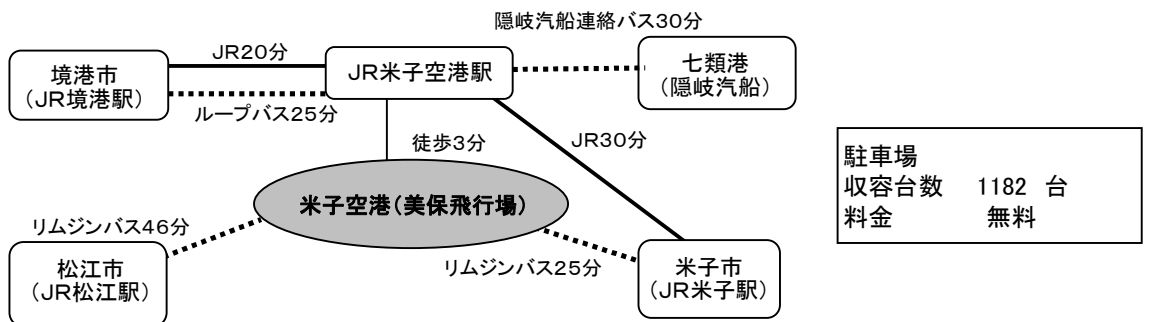 隠岐汽船連絡バス30分
JR20分
境港市
（JR境港駅）
JR米子空港駅
七類港
（隠岐汽船）
ループバス25分
徒歩3分
JR30分
駐車場
収容台数 1182 台
料金 無料
米子空港（美保飛行場）
リムジンバス46分
リムジンバス25分
松江市
（JR松江駅）
米子市
（JR米子駅）